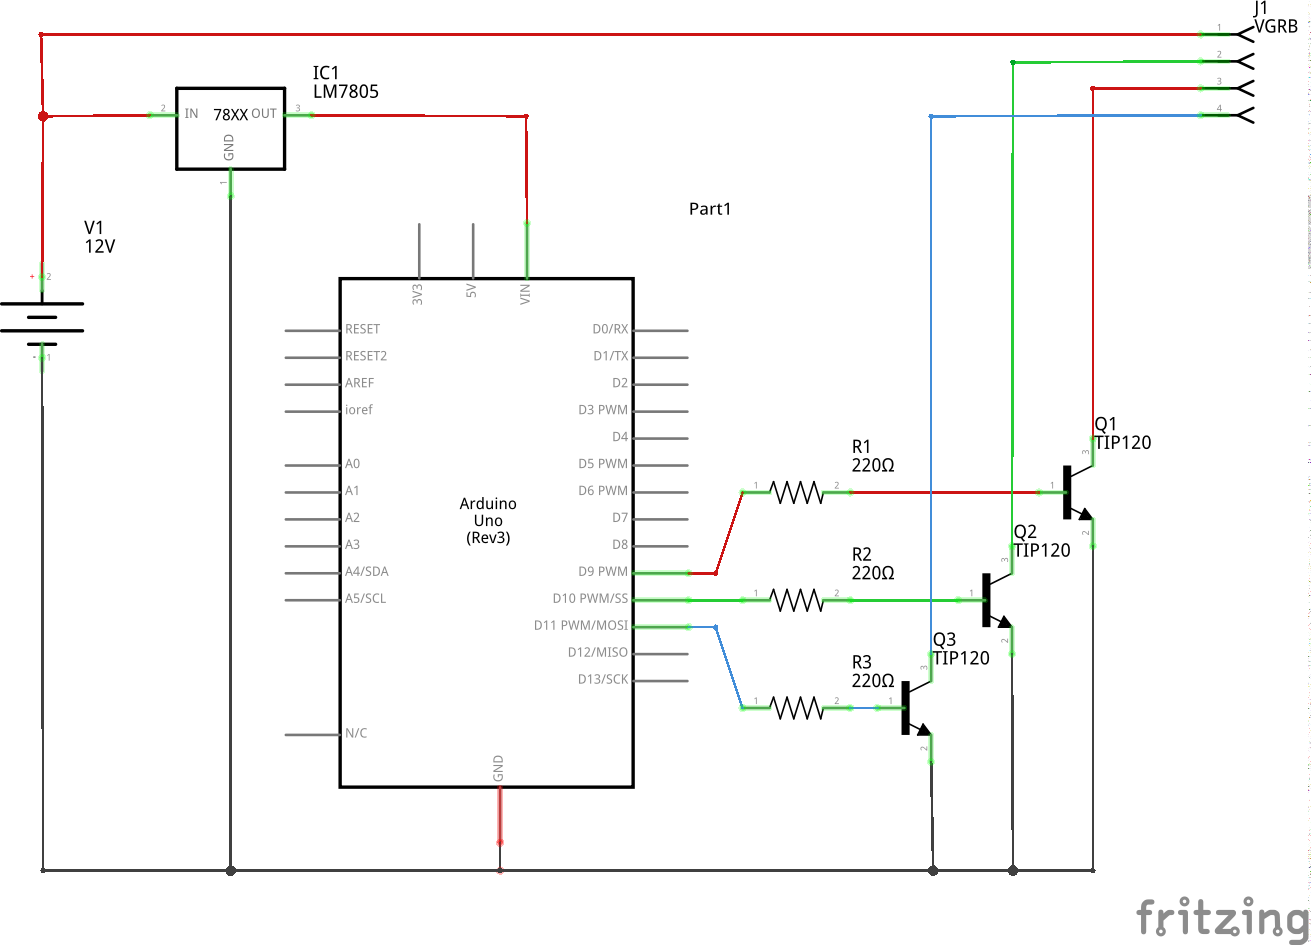 J1
VGRB
1
2
3
4
IC1
LM7805
2
IN
78XX
OUT
3
GND
1
V1
12V
+
2
-
1
Part1
3V3
5V
VIN
RESET
RESET2
AREF
ioref
A0
A1
A2
A3
A4/SDA
A5/SCL
N/C
Arduino
Uno
(Rev3)
D0/RX
D1/TX
D2
D3 PWM
D4
D5 PWM
D6 PWM
D7
D8
D9 PWM
D10 PWM/SS
D11 PWM/MOSI
D12/MISO
D13/SCK
GND
R1
220Ω
1
2
Q1
TIP120
3
1
2
R2
220Ω
1
2
Q2
TIP120
3
1
2
R3
220Ω
1
2
Q3
TIP120
3
1
2
fritzing